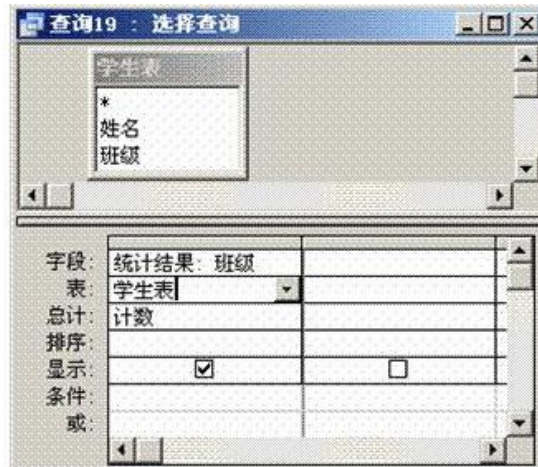 查询19 : 选择查询
学生表
*
姓名
班级
字段: 统计结果: 班级
表: 学生表
总计: 计数
排序:
显示:
条件:
或: